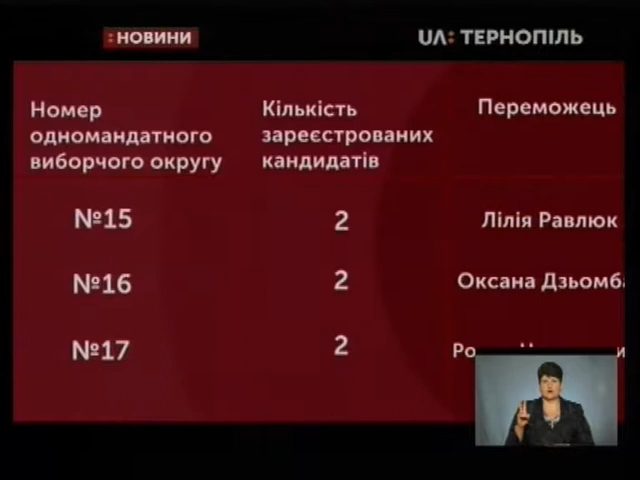 :НОВИНИ
UA: ТЕРНОПІЛЬ
Номер
одномандатного
виборчого округу
Кількість
зареєстрованих
кандидатів
Переможець
№15 2 Лілія Равлюк
№16 2 Оксана
№17 2